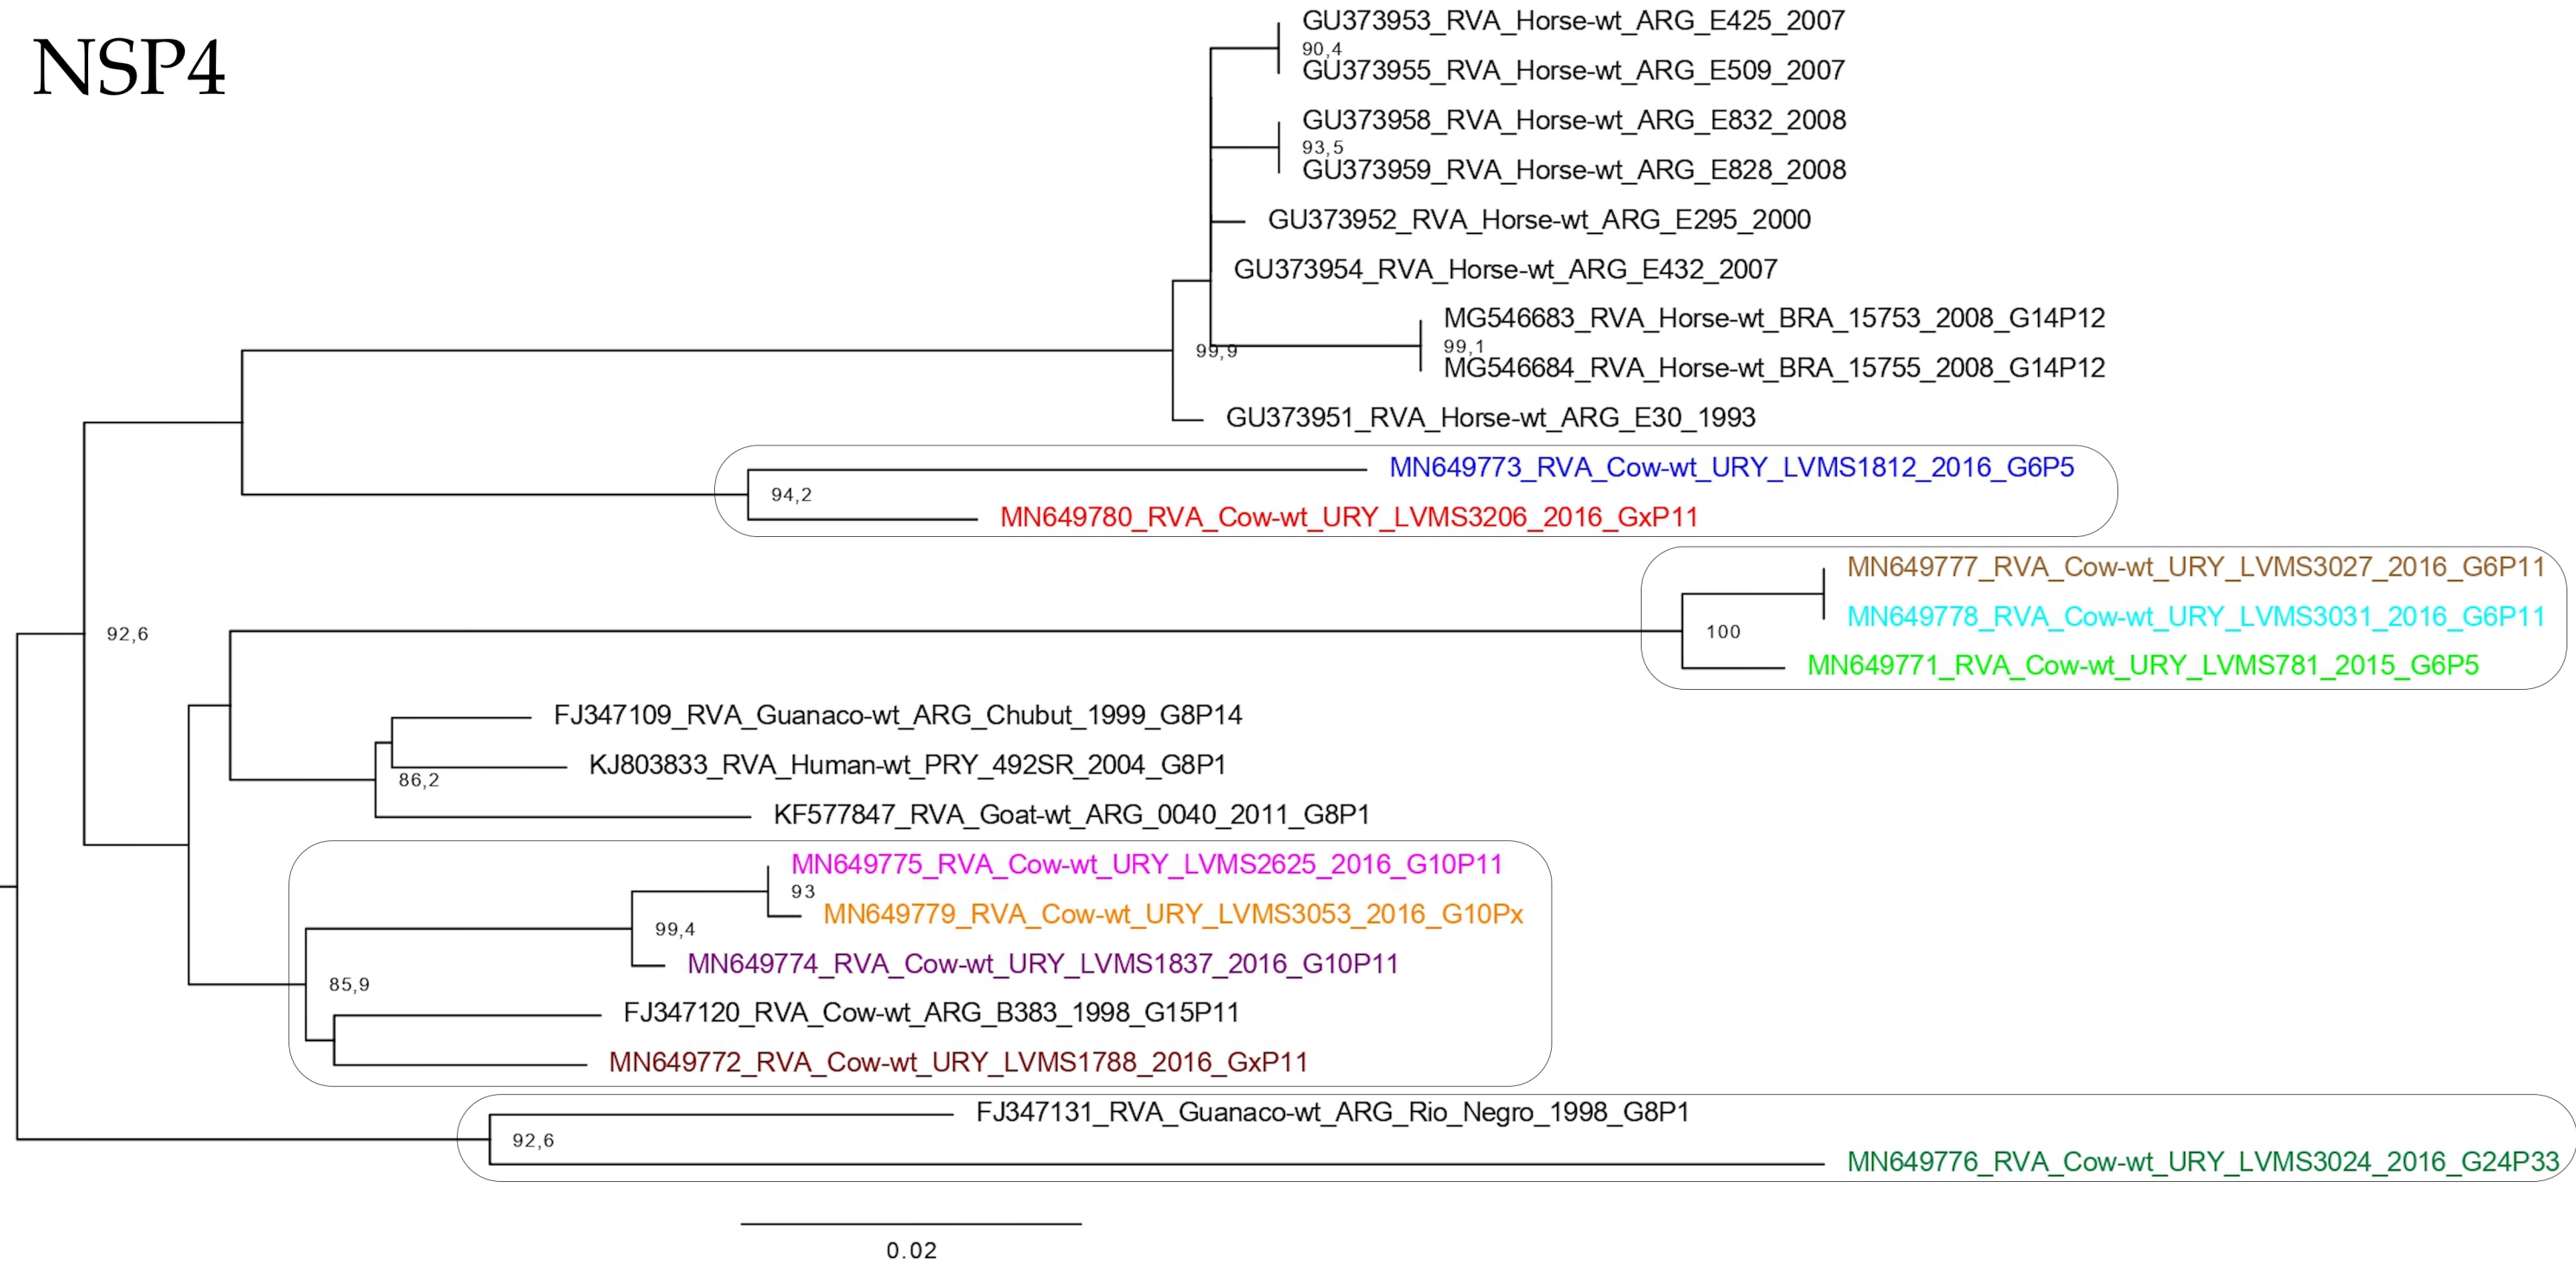 NSP4
GU373953_RVA_Horse-wt_ARG_E425_2007
90,4
GU373955_RVA_Horse-wt_ARG_E509_2007
GU373958_RVA_Horse-wt_ARG_E832_2008
93,5
GU373959_RVA_Horse-wt_ARG_E828_2008
GU373952_RVA_Horse-wt_ARG_E295_2000
GU373954_RVA_Horse-wt_ARG_E432_2007
MG546683_RVA_Horse-wt_BRA_15753_2008_G14P12
99,9
99,1
MG546684_RVA_Horse-wt_BRA_15755_2008_G14P12
GU373951_RVA_Horse-wt_ARG_E30_1993
MN649773_RVA_Cow-wt_URY_LVMS1812_2016_G6P5
94,2
MN649780_RVA_Cow-wt_URY_LVMS3206_2016_GxP11
MN649777_RVA_Cow-wt_URY_LVMS3027_2016_G6P11
MN649778_RVA_Cow-wt_URY_LVMS3031_2016_G6P11
92,6
100
MN649771_RVA_Cow-wt_URY_LVMS781_2015_G6P5
FJ347109_RVA_Guanaco-wt_ARG_Chubut_1999_G8P14
KJ803833_RVA_Human-wt_PRY_492SR_2004_G8P1
86,2
KF577847_RVA_Goat-wt_ARG_0040_2011_G8P1
MN649775_RVA_Cow-wt_URY_LVMS2625_2016_G10P11
93
MN649779_RVA_Cow-wt_URY_LVMS3053_2016_G10Px
99,4
MN649774_RVA_Cow-wt_URY_LVMS1837_2016_G10P11
85,9
FJ347120_RVA_Cow-wt_ARG_B383_1998_G15P11
MN649772_RVA_Cow-wt_URY_LVMS1788_2016_GxP11
FJ347131_RVA_Guanaco-wt_ARG_Rio_Negro_1998_G8P1
92,6
MN649776_RVA_Cow-wt_URY_LVMS3024_2016_G24P33
0.02